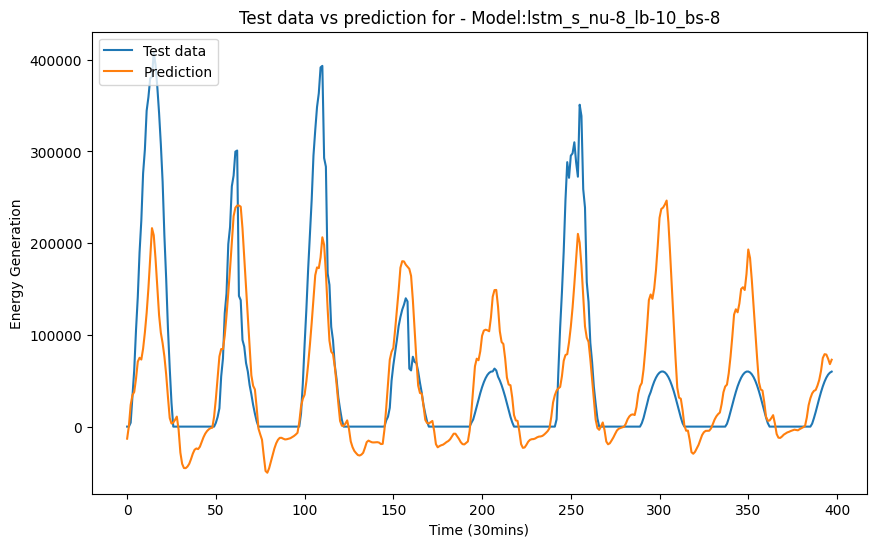 Test data vs prediction for - Model:lstm_s_nu-8_lb-10_bs-8
Test data
Prediction
400000
300000
200000
100000
0
Energy Generation
0 50 100 150 200 250 300 350 400
Time (30mins)